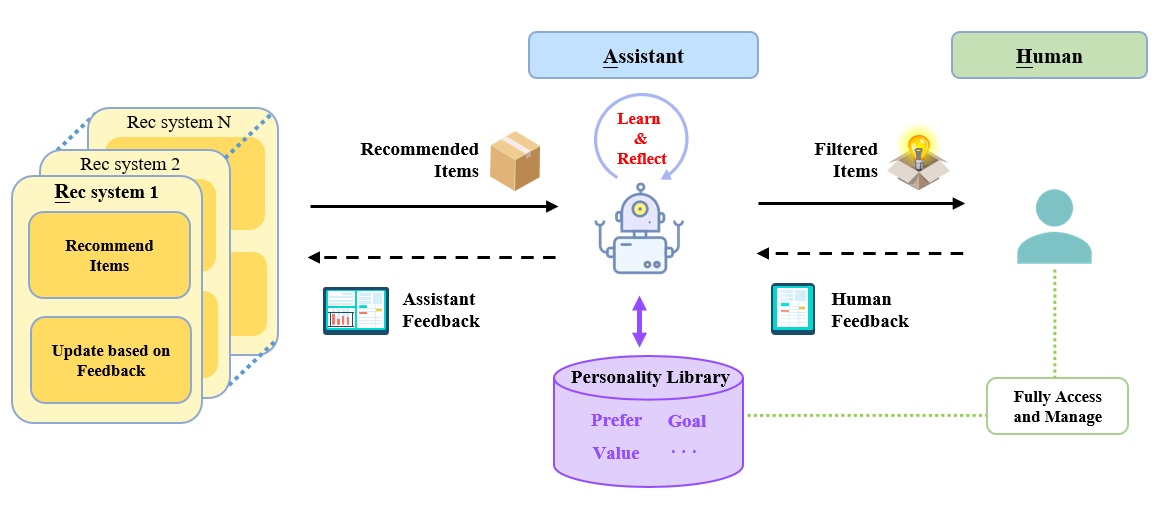 Assistant
Human
Rec system N
Rec system 2
Rec system 1
Recommend
Items
Update based on
Feedback
Recommended
Items
Learn
&
Reflect
Filtered
Items
Assistant
Feedback
Human
Feedback
Personality Library
Prefer Goal
Value ...
Fully Access
and Manage